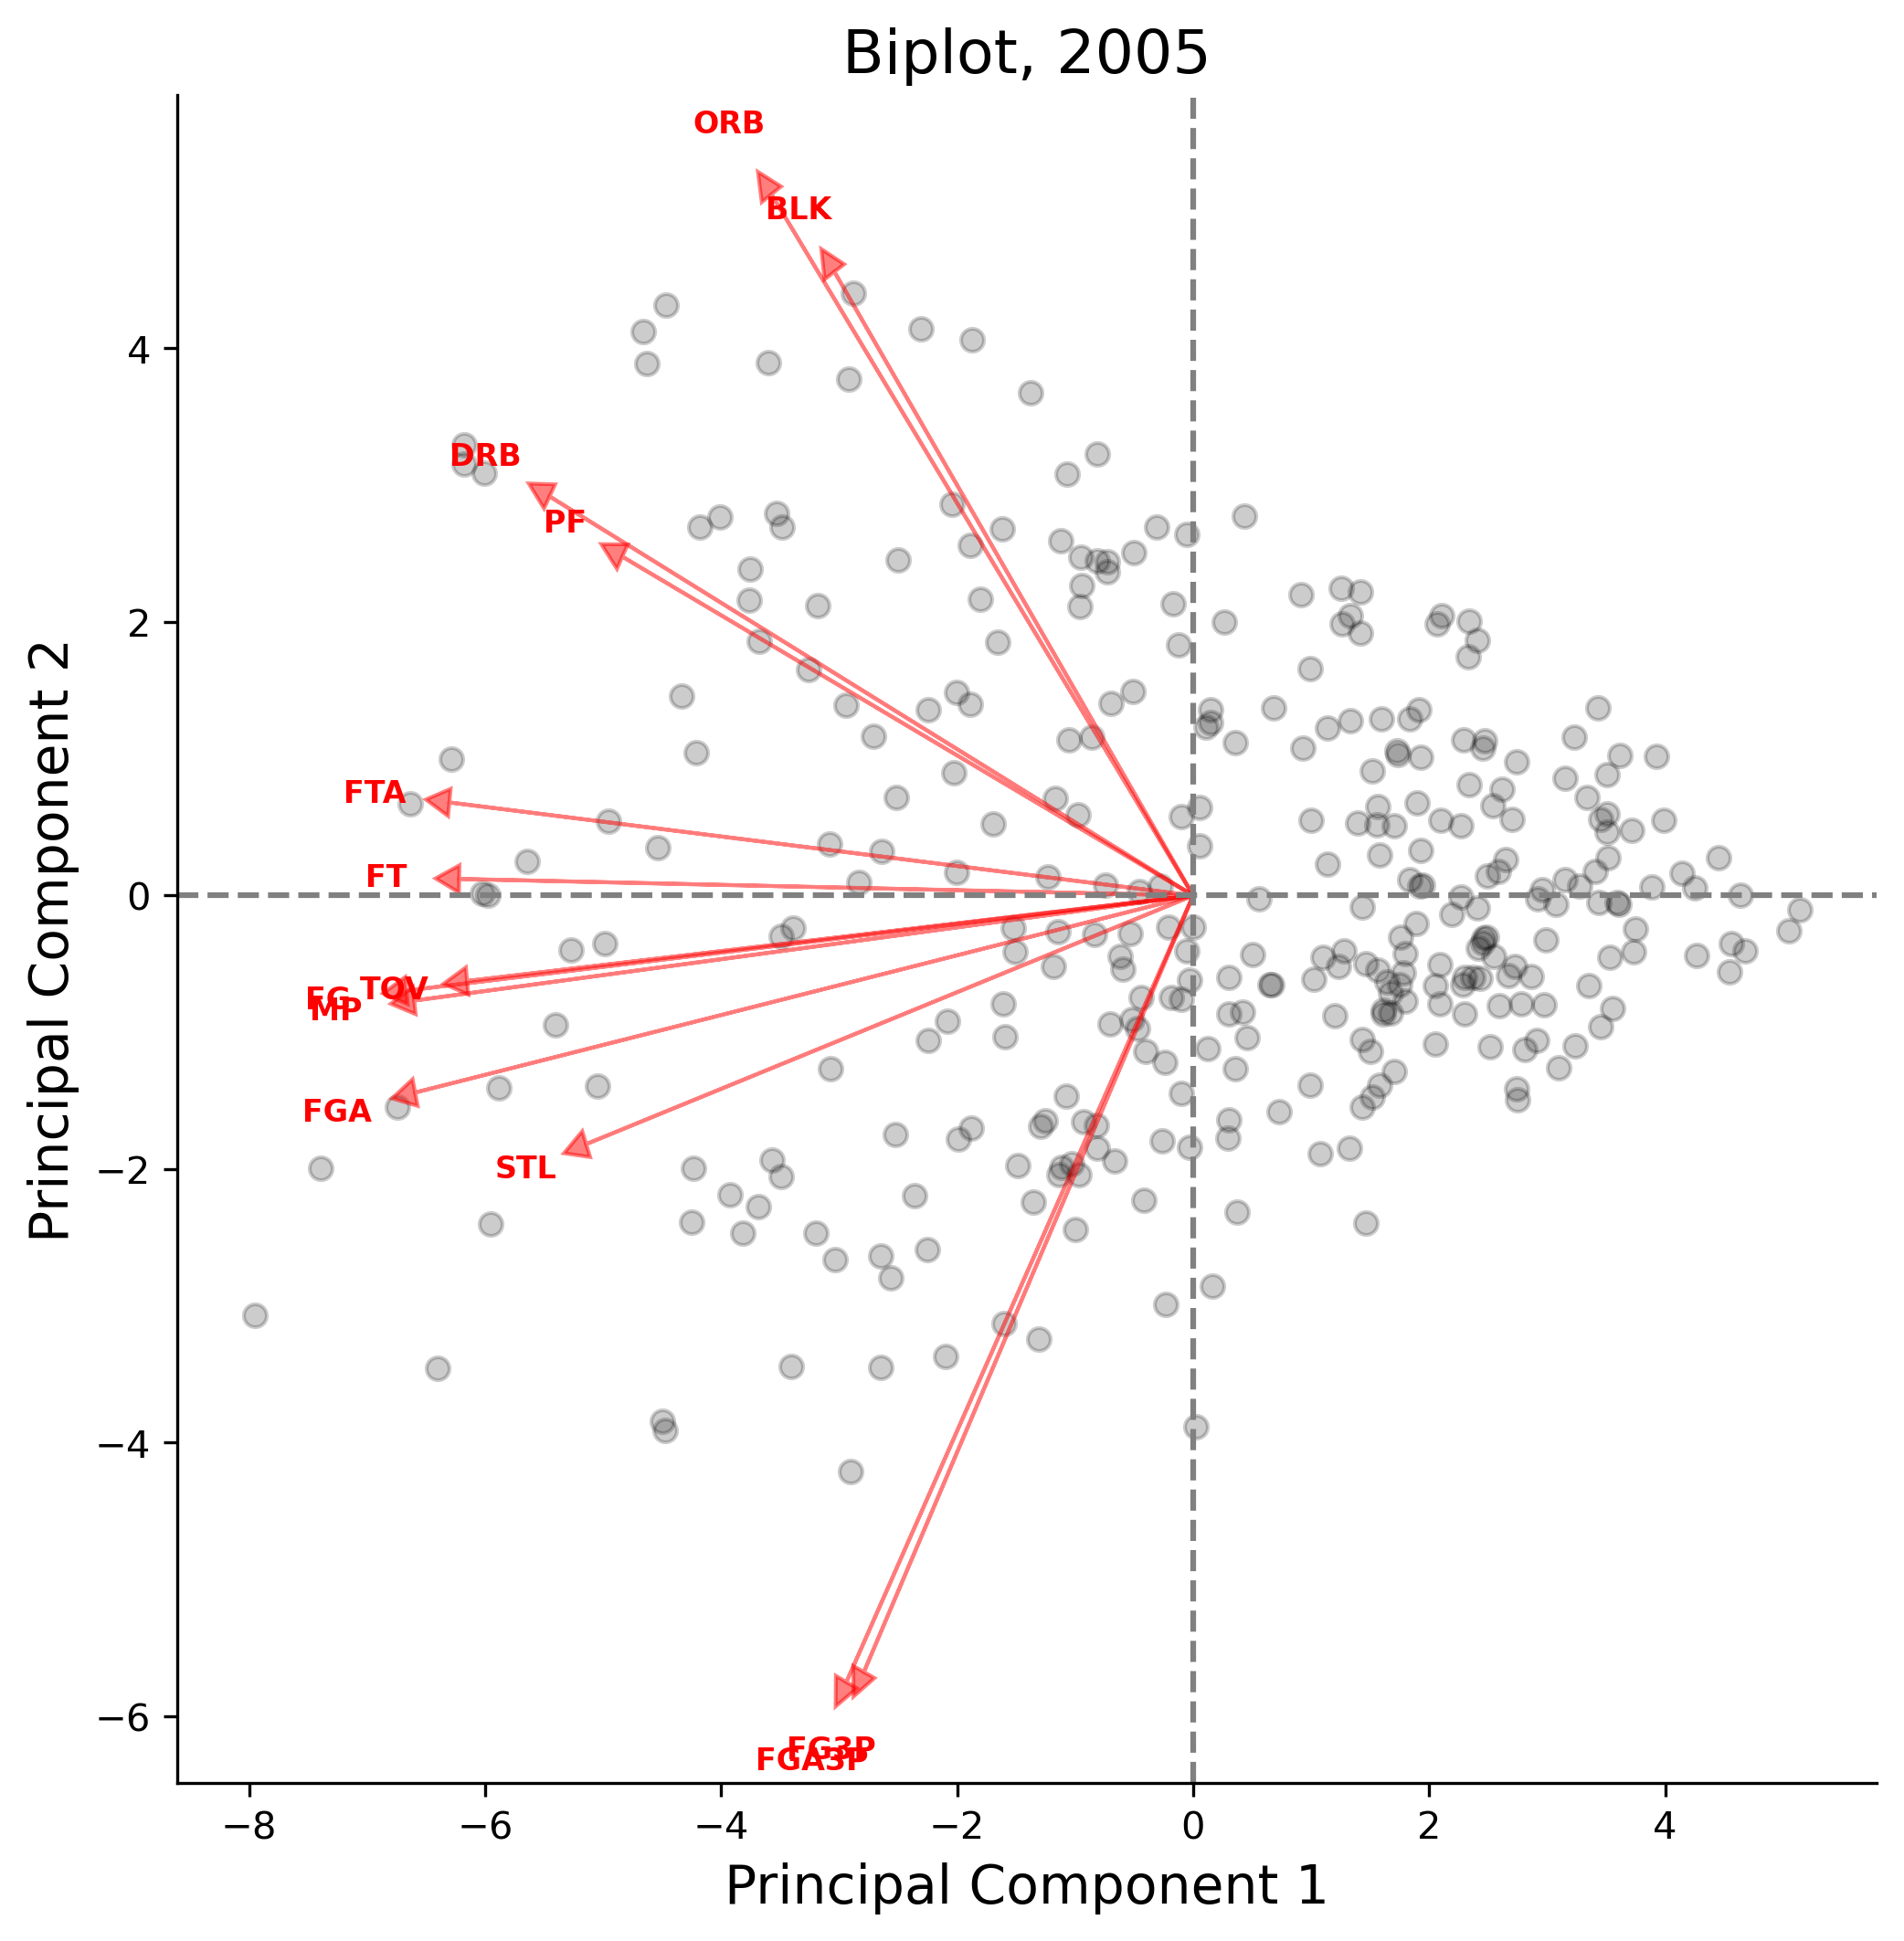 Biplot, 2005
ORB
BLK
DRB
PF
FTA
FT
TOV
FG
MP
FGA
STL
FG3P
FGA3P
Principal Component 2
4
2
0
−2
−4
−6
−8 −6 −4 −2 0 2 4
Principal Component 1